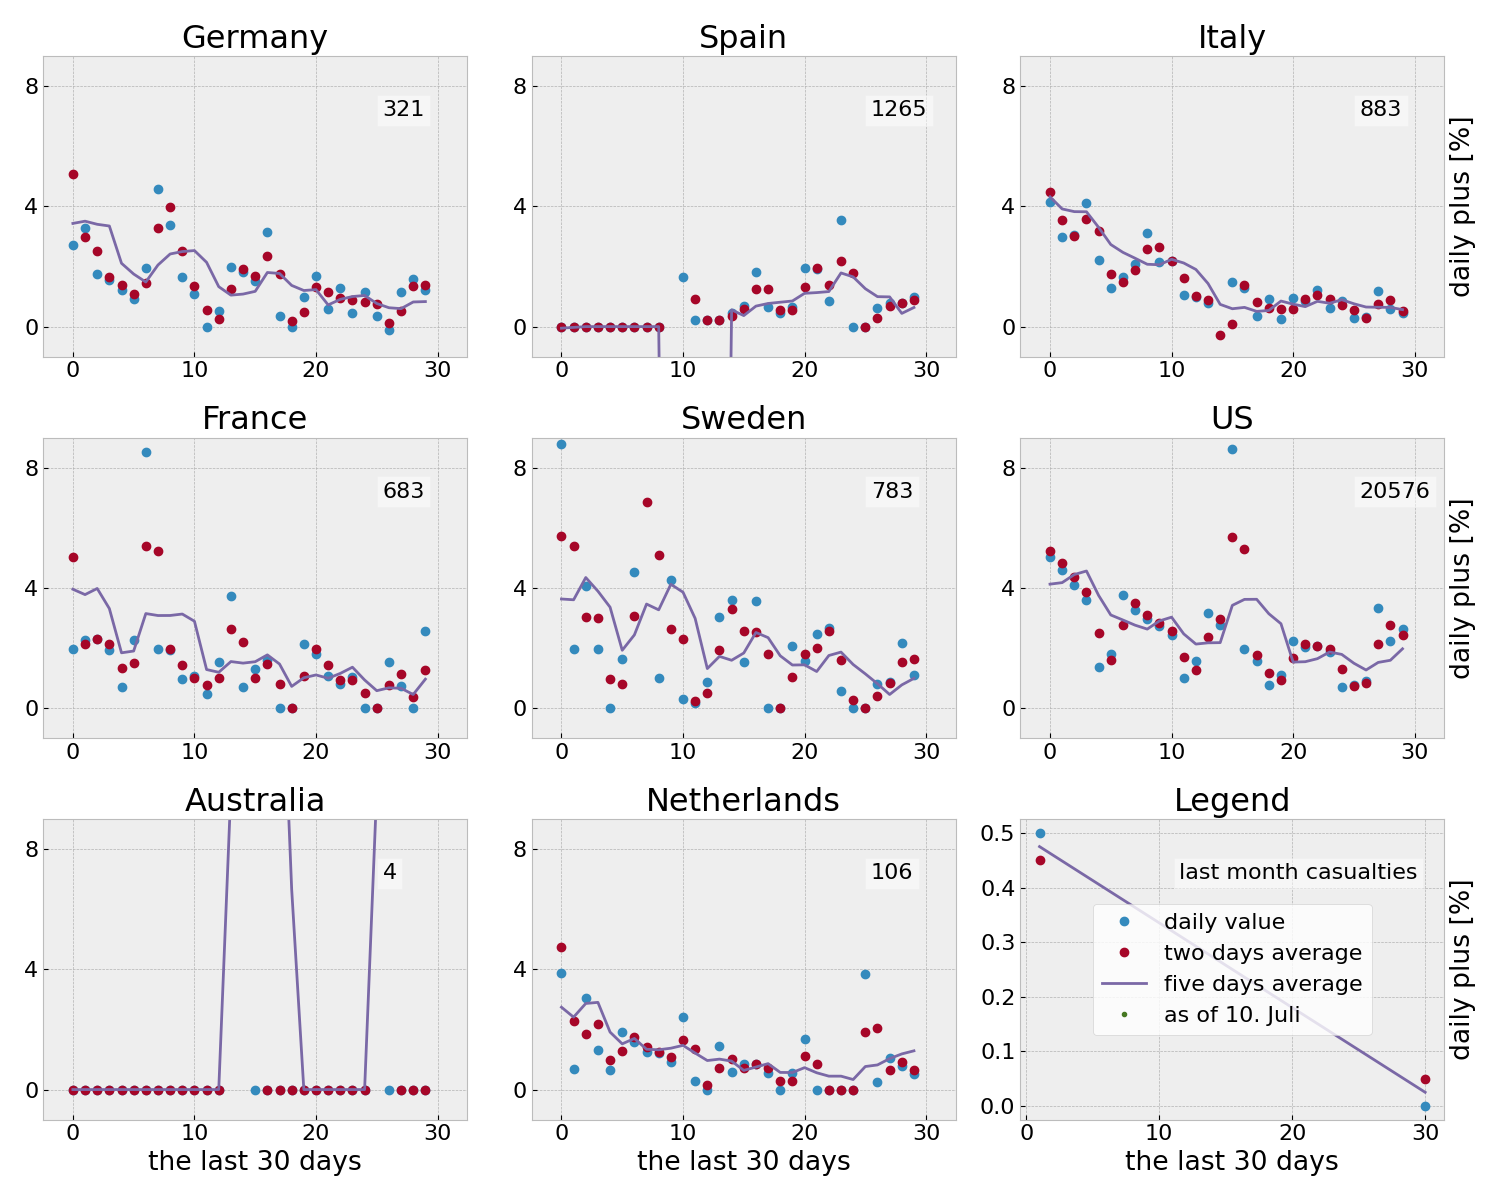 Germany
Spain
Italy
8
4
0
321
0 10 20 30
8
4
0
1265
0 10 20 30
8
4
0
883
0 10 20 30
daily plus [%]
France
Sweden
US
8
4
0
683
0 10 20 30
8
4
0
783
0 10 20 30
8
4
0
20576
0 10 20 30
daily plus [%]
Australia
Netherlands
Legend
8
4
0
4
0 10 20 30
the last 30 days
8
4
0
106
0 10 20 30
the last 30 days
0.5
0.4
0.3
0.2
0.1
0.0
last month casualties
daily value
two days average
five days average
as of 10. Juli
0 10 20 30
the last 30 days
daily plus [%]